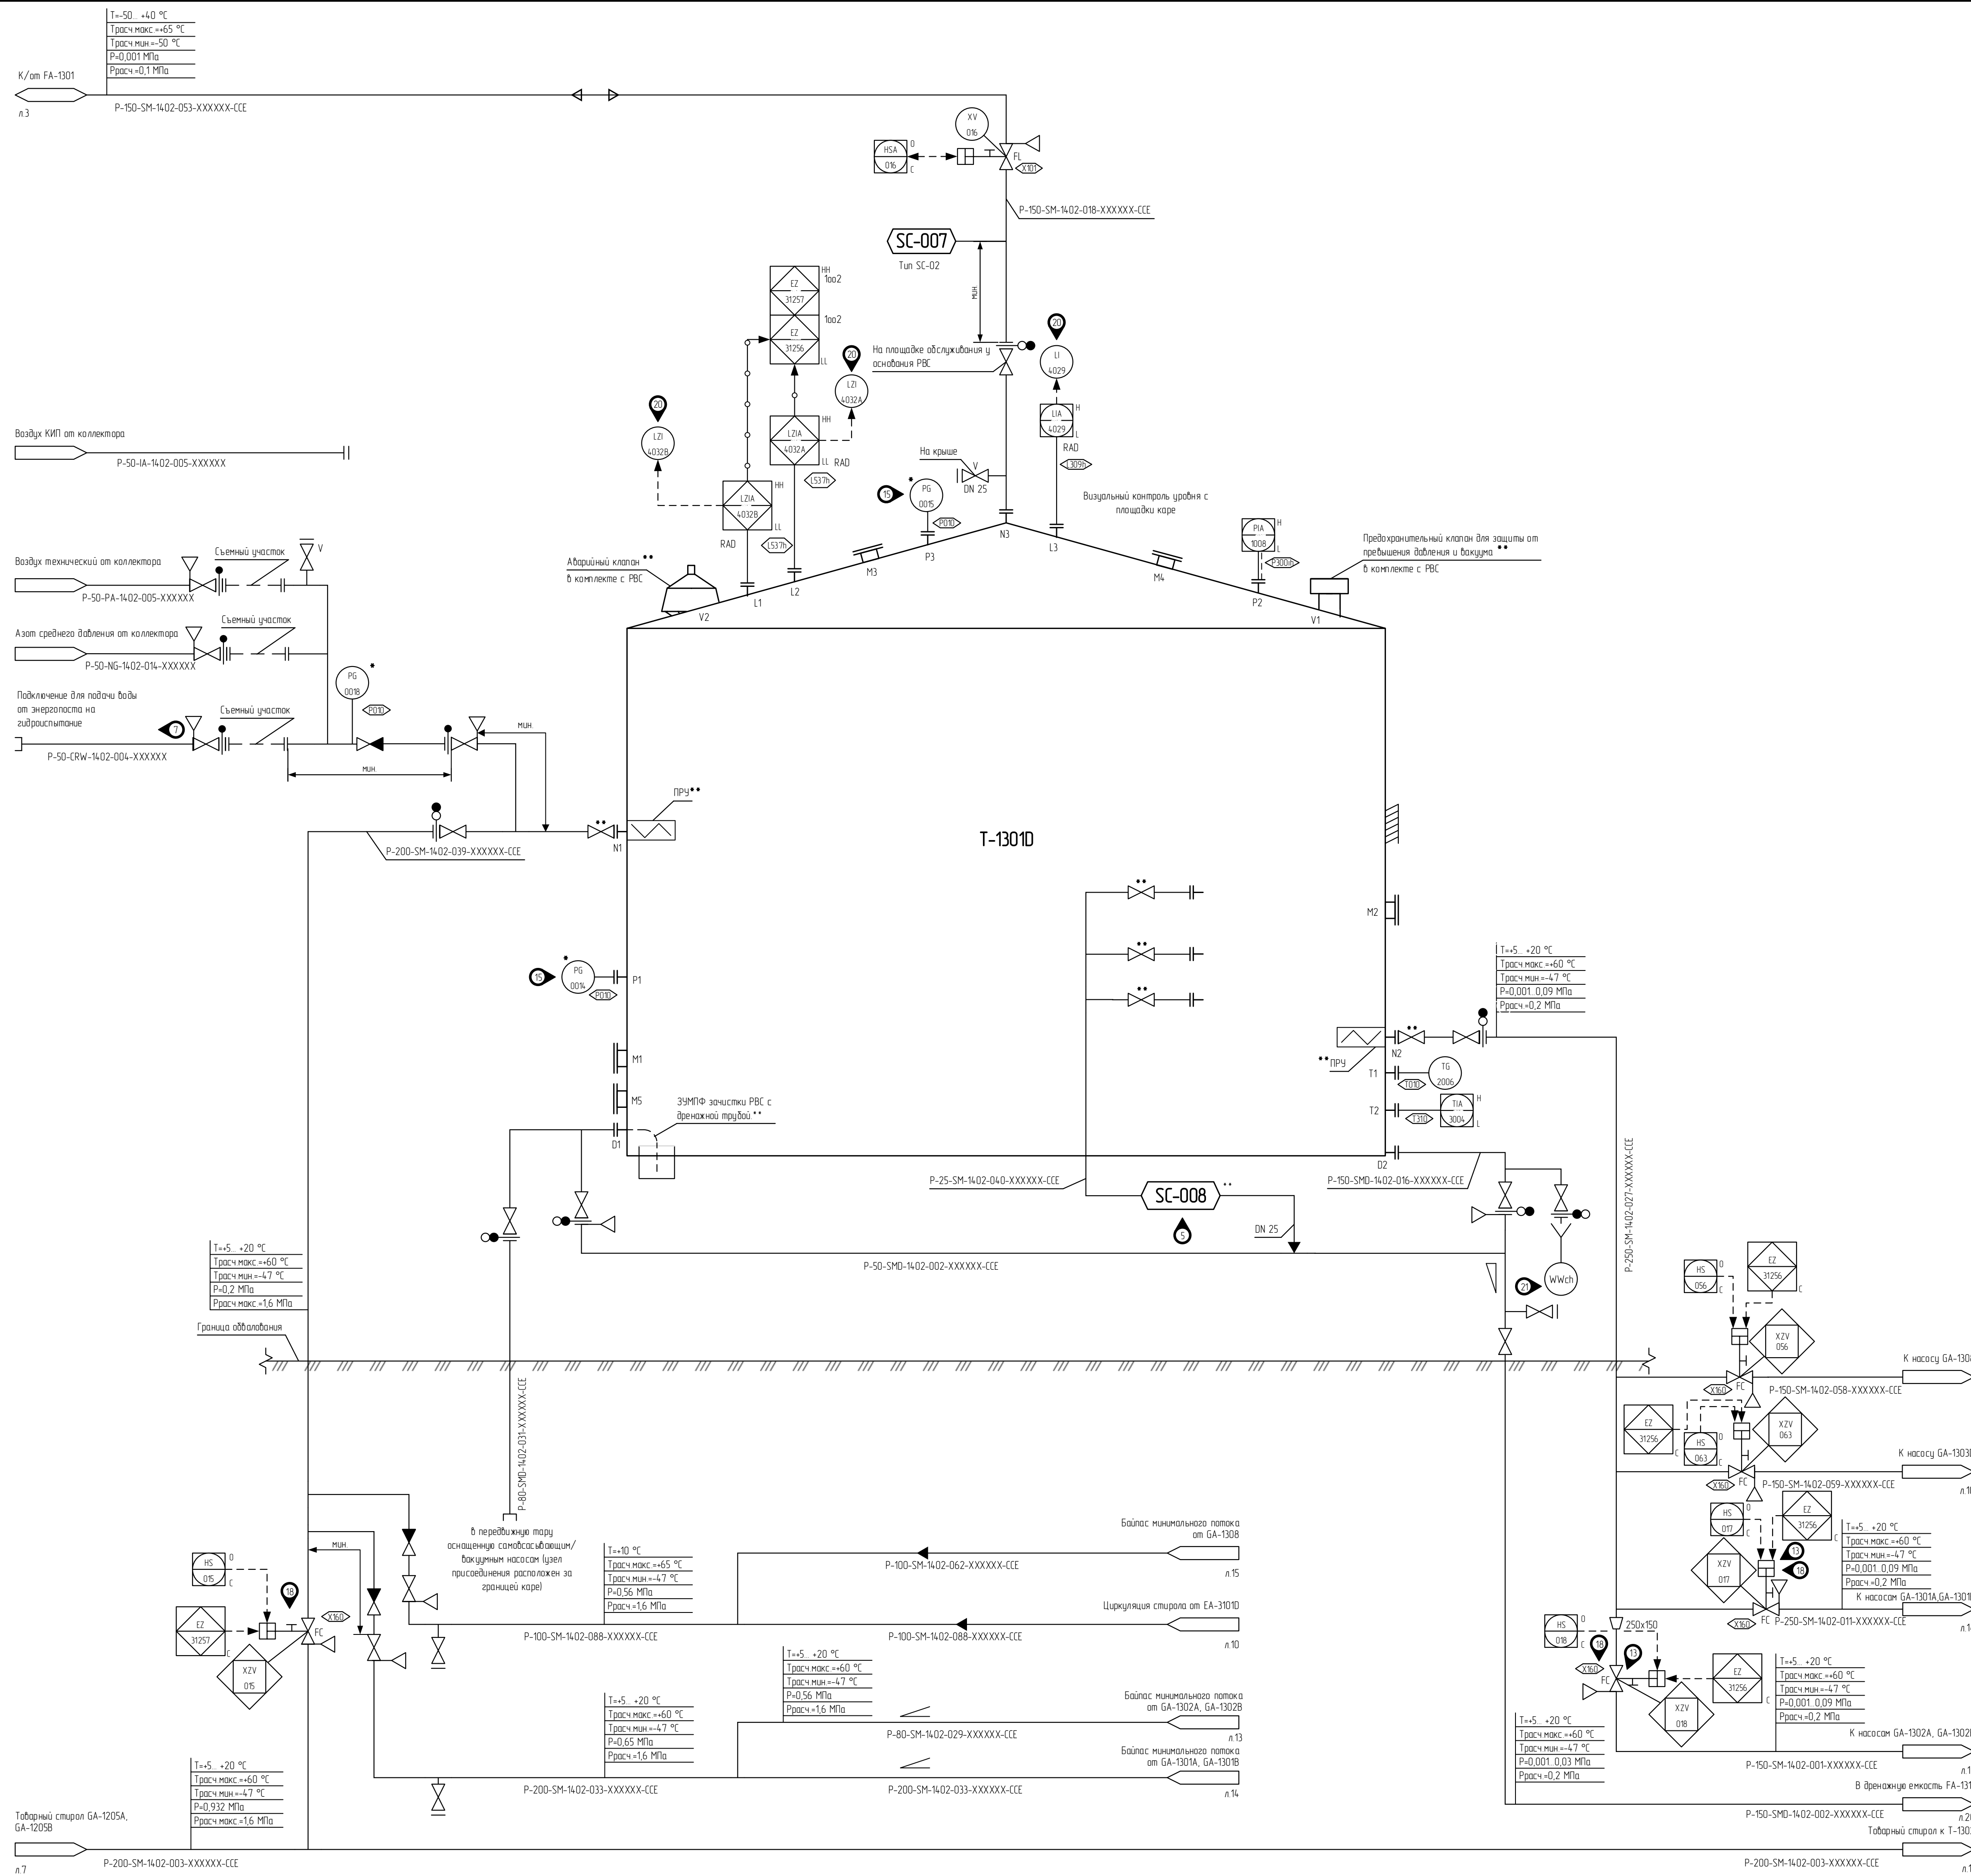 T=-50... +40 °C
Tрасч.макс.=+65 °C
Tрасч.мин.=-50 °C
P=0,001 МПа
Pрасч.=0,1 МПа
К/от FA-1301
л.3
P-150-SM-1402-053-XXXXXX-CCE
XV
016
HSA
016
O
C
FL
X101
P-150-SM-1402-018-XXXXXX-CCE
SC-007
Тип SC-02
мин.
EZ
31257
HH
1oo2
EZ
31256
1oo2
LL
20
LZI
4032A
20
LZI
4032B
LZIA
4032A
HH
LL
RAD
L537h
LZIA
4032B
HH
LL
RAD
L537h
На площадке обслуживания у
основания РВС
20
LI
4029
LIA
4029
H
L
RAD
L309h
На крыше
V
DN 25
15
*
PG
0015
P010
Визуальный контроль уровня с
площадки каре
PIA
1008
H
L
P300ih
Предохранительный клапан для защиты от
превышения давления и вакуума **
в комплекте с РВС
Аварийный клапан **
в комплекте с РВС
V2
L1
L2
M3
P3
N3
L3
M4
P2
V1
Воздух КИП от коллектора
P-50-IA-1402-005-XXXXXX
Воздух технический от коллектора
P-50-PA-1402-005-XXXXXX
Съемный участок
V
Азот среднего давления от коллектора
P-50-NG-1402-014-XXXXXX
Съемный участок
Подключение для подачи воды
от энергопоста на
гидроиспытание
7
P-50-CRW-1402-004-XXXXXX
Съемный участок
PG
0018
*
P010
мин.
мин.
P-200-SM-1402-039-XXXXXX-CCE
**
N1
ПРУ**
T-1301D
**
**
**
M2
15
*
PG
0014
P010
P1
M1
M5
D1
ЗУМПФ зачистки РВС с
дренажной трубой.**
T=+5... +20 °C
Tрасч.макс.=+60 °C
Tрасч.мин.=-47 °C
P=0,001...0,09 МПа
Pрасч.=0,2 МПа
**
N2
**ПРУ
T1
T010
TG
2006
T2
T310
TIA
3004
H
L
D2
P-25-SM-1402-040-XXXXXX-CCE
SC-008
**
5
DN 25
P-150-SMD-1402-016-XXXXXX-CCE
P-250-SM-1402-027-XXXXXX-CCE
P-50-SMD-1402-002-XXXXXX-CCE
21
WWch
T=+5... +20 °C
Tрасч.макс.=+60 °C
Tрасч.мин.=-47 °C
P=0,2 МПа
Pрасч.макс.=1,6 МПа
Граница обвалования
P-80-SMD-1402-031-XXXXXX-CCE
в передвижную тару
оснащенную самовсасывающим/
вакуумным насосам (узел
присоединения расположен за
границей каре)
HS
056
O
C
EZ
31256
C
XZV
056
X160
FC
К насосу GA-1308
P-150-SM-1402-058-XXXXXX-CCE
EZ
31256
C
HS
063
O
C
XZV
063
X160
FC
К насосу GA-1303
P-150-SM-1402-059-XXXXXX-CCE
HS
017
O
C
EZ
31256
C
13
18
XZV
017
X160
FC
T=+5... +20 °C
Tрасч.макс.=+60 °C
Tрасч.мин.=-47 °C
P=0,001...0,09 МПа
Pрасч.=0,2 МПа
К насосам GA-1301A,GA-1301
P-250-SM-1402-011-XXXXXX-CCE
250x150
HS
018
O
C
18
13
X160
FC
EZ
31256
C
XZV
018
T=+5... +20 °C
Tрасч.макс.=+60 °C
Tрасч.мин.=-47 °C
P=0,001...0,09 МПа
Pрасч.=0,2 МПа
К насосам GA-1302A, GA-1302
P-150-SM-1402-001-XXXXXX-CCE
T=+5... +20 °C
Tрасч.макс.=+60 °C
Tрасч.мин.=-47 °C
P=0,001...0,03 МПа
Pрасч.=0,2 МПа
В дренажную емкость FA-131
P-150-SMD-1402-002-XXXXXX-CCE
Товарный стирол к T-130
P-200-SM-1402-003-XXXXXX-CCE
HS
015
O
C
18
EZ
31257
C
X160
FC
XZV
015
мин.
T=+10 °C
Tрасч.макс.=+65 °C
Tрасч.мин.=-47 °C
P=0,56 МПа
Pрасч.=1,6 МПа
Байпас минимального потока
от GA-1308
P-100-SM-1402-062-XXXXXX-CCE
л.15
Циркуляция стирола от EA-3101D
P-100-SM-1402-088-XXXXXX-CCE
P-100-SM-1402-088-XXXXXX-CCE
л.10
T=+5... +20 °C
Tрасч.макс.=+60 °C
Tрасч.мин.=-47 °C
P=0,56 МПа
Pрасч.=1,6 МПа
T=+5... +20 °C
Tрасч.макс.=+60 °C
Tрасч.мин.=-47 °C
P=0,65 МПа
Pрасч.=1,6 МПа
Байпас минимального потока
от GA-1302A, GA-1302B
P-80-SM-1402-029-XXXXXX-CCE
л.13
Байпас минимального потока
от GA-1301A, GA-1301B
P-200-SM-1402-033-XXXXXX-CCE
P-200-SM-1402-033-XXXXXX-CCE
л.14
T=+5... +20 °C
Tрасч.макс.=+60 °C
Tрасч.мин.=-47 °C
P=0,932 МПа
Pрасч.макс.=1,6 МПа
Товарный стирол GA-1205A,
GA-1205B
л.7
P-200-SM-1402-003-XXXXXX-CCE